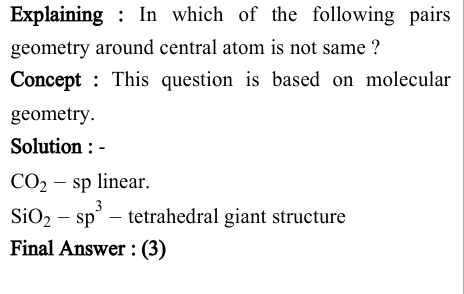 Explaining : In which of the following pairs
geometry around central atom is not same ?
Concept : This question is based on molecular
geometry.
Solution : -
CO₂ – sp linear.
SiO₂ – sp³ – tetrahedral giant structure
Final Answer : (3)